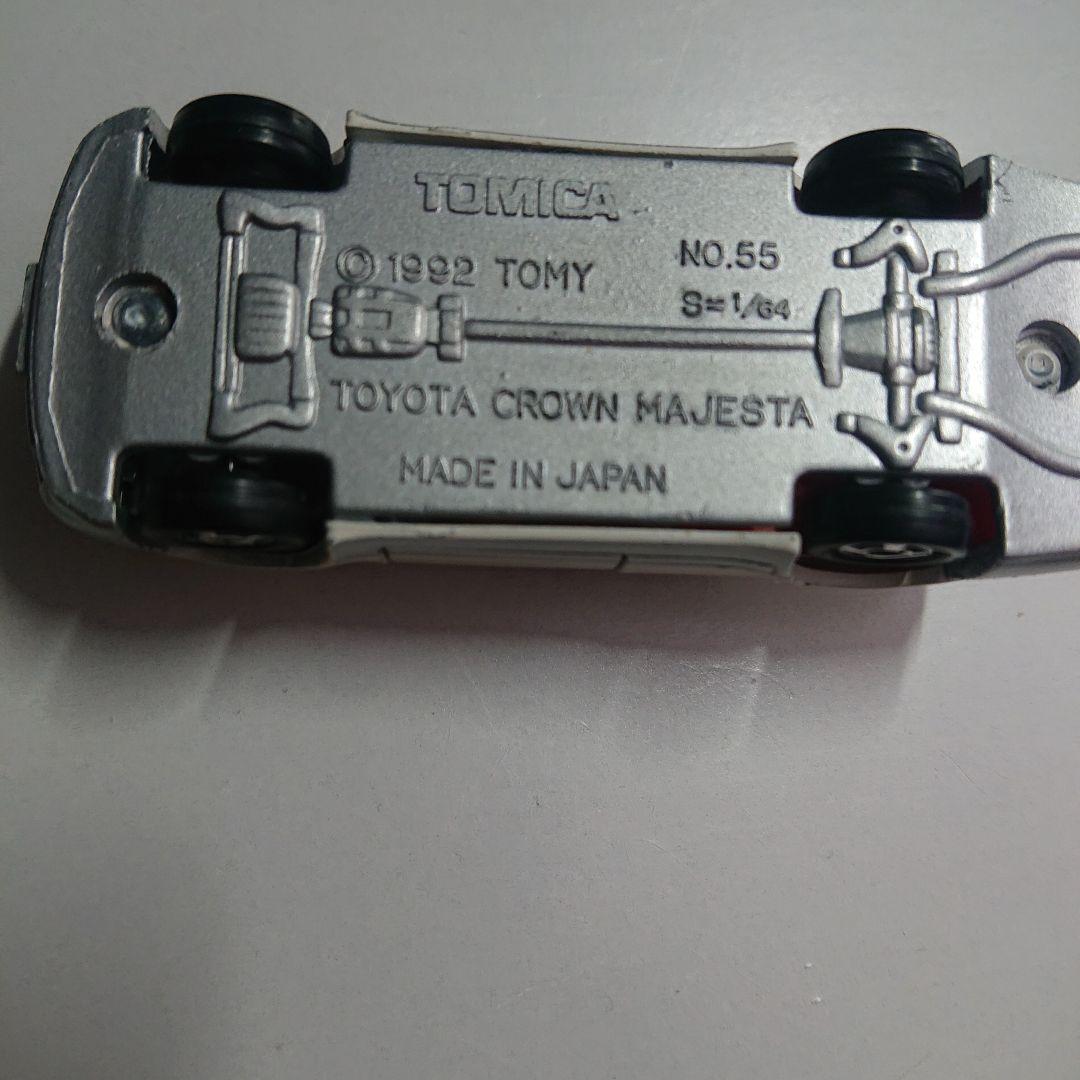 TOMICA
© 1992 TOMY
NO.55
S=1/64
TOYOTA CROWN MAJESTA
MADE IN JAPAN